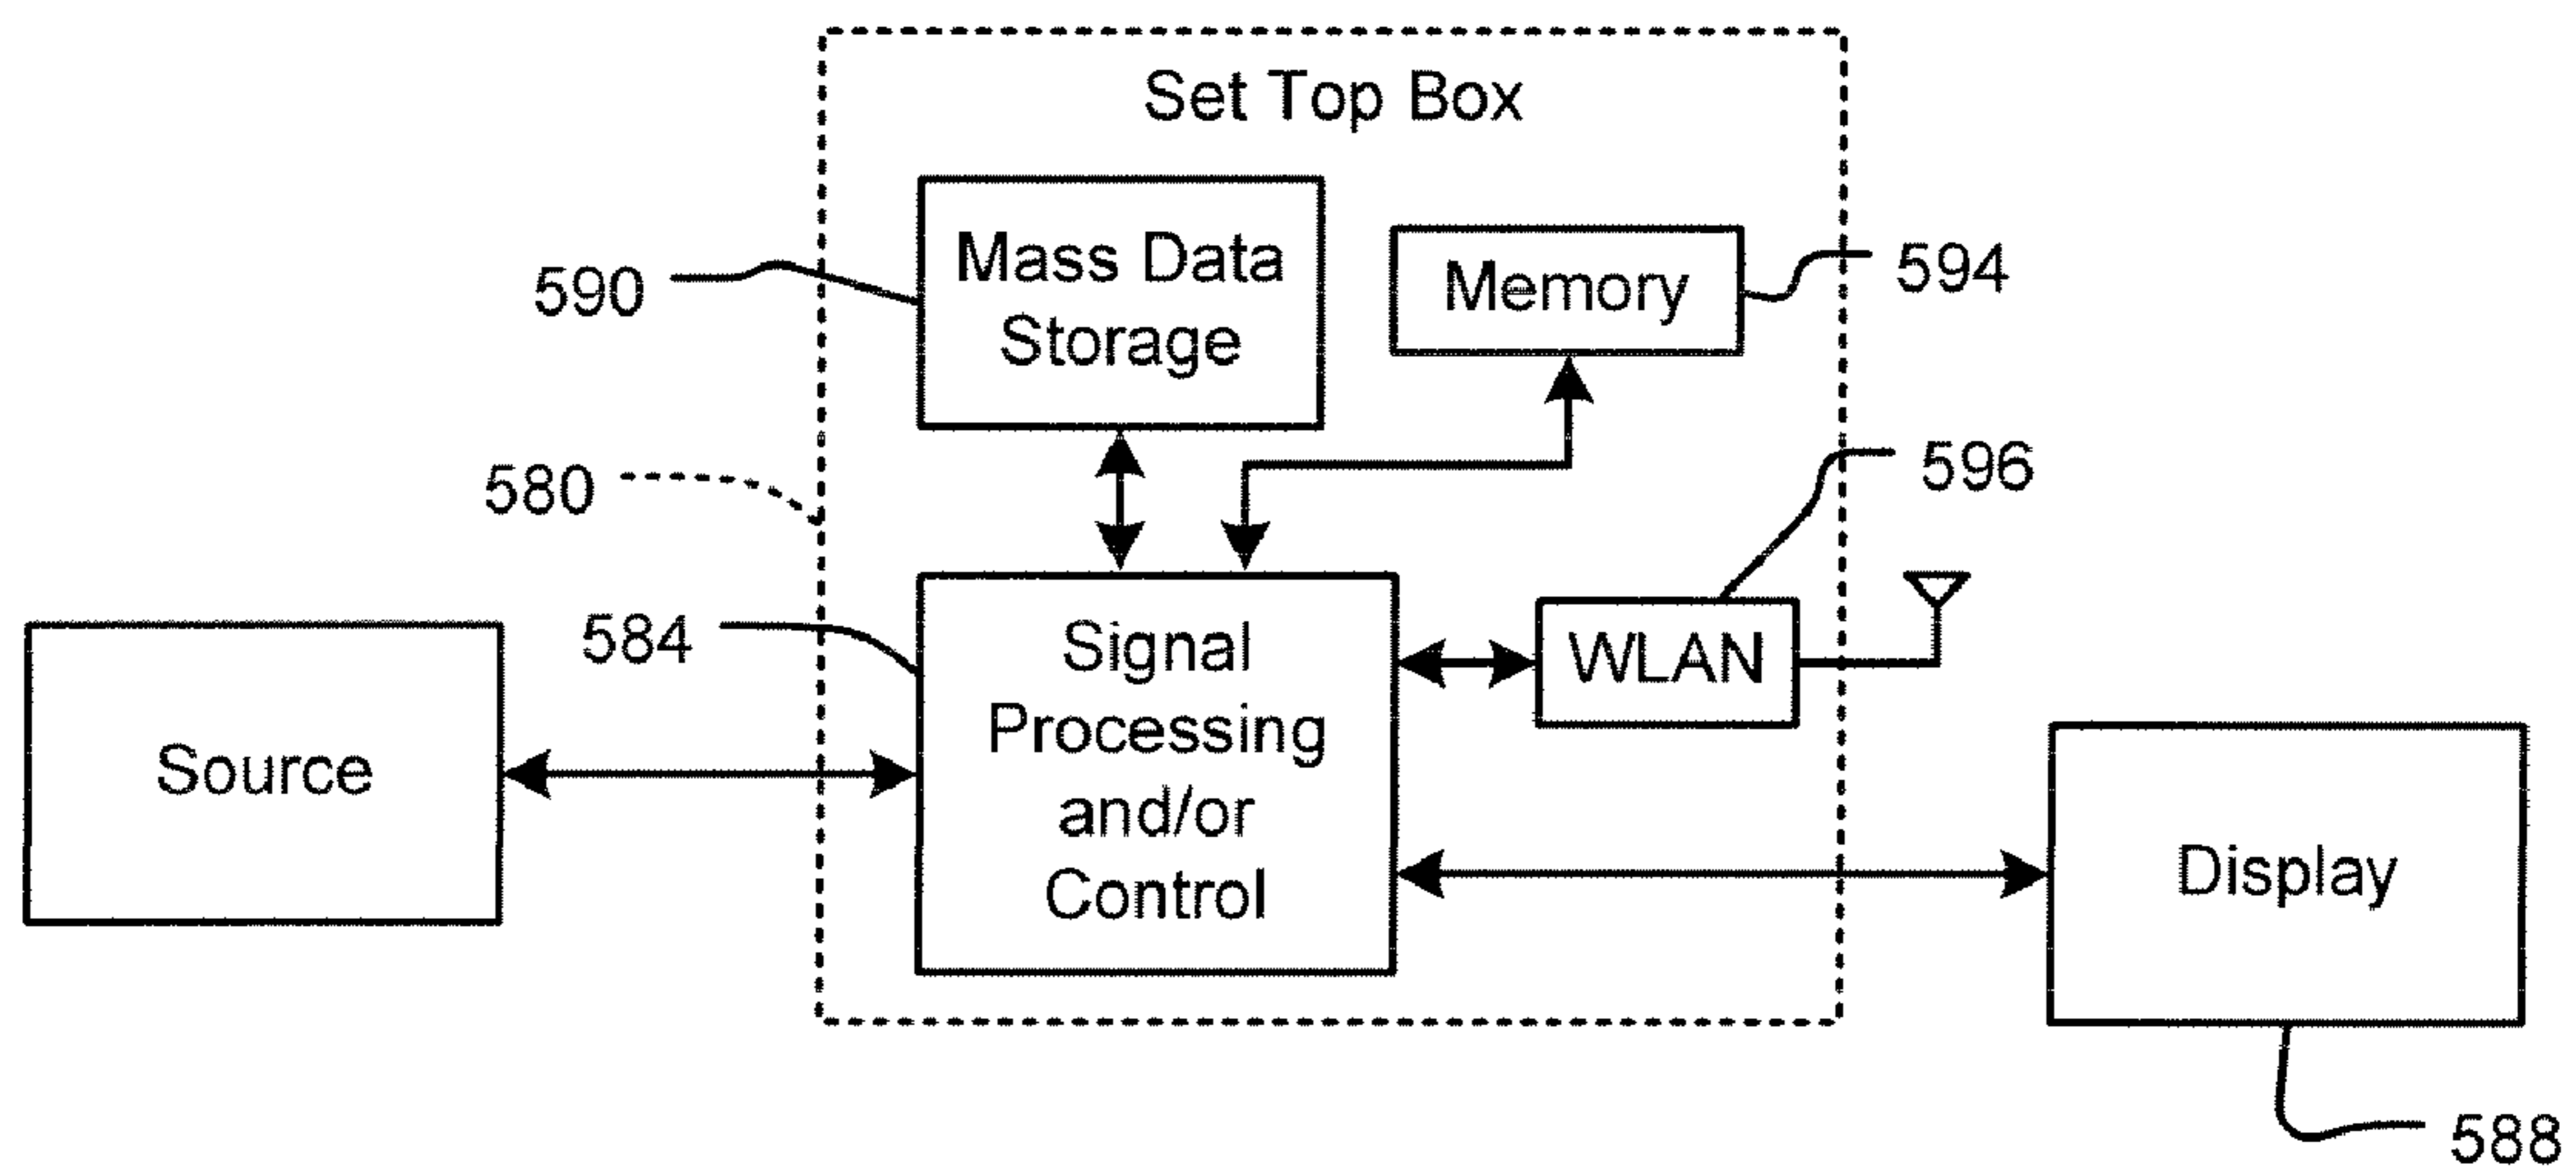 Set Top Box
Mass Data
Storage
590
Memory
594
580
596
584
Signal
Processing
and/or
Control
WLAN
Source
Display
588